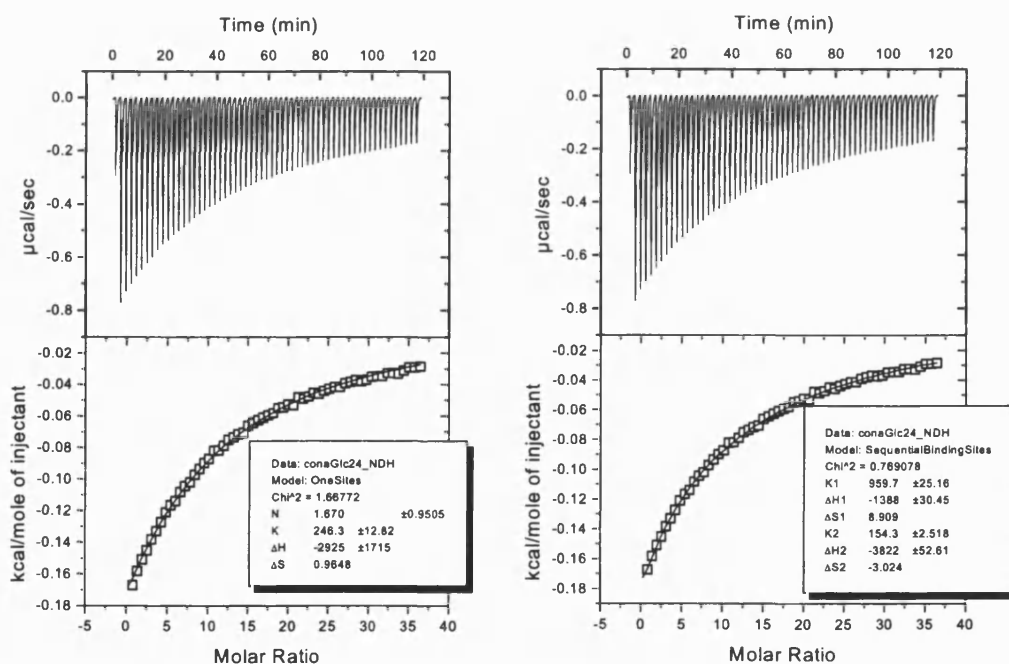 Time (min)
0 20 40 60 80 100 120
0.0
-0.2
-0.4
-0.6
-0.8
µcal/sec
-0.02
-0.04
-0.06
-0.08
-0.10
-0.12
-0.14
-0.16
-0.18
kcal/mole of injectant
Data: conaGlc24_NDH
Model: OneSites
Chi^2 = 1.66772
N 1.670 ±0.9505
K 246.3 ±12.82
ΔH -2925 ±1715
ΔS 0.9648
-5 0 5 10 15 20 25 30 35 40
Molar Ratio
Time (min)
0 20 40 60 80 100 120
0.0
-0.2
-0.4
-0.6
-0.8
µcal/sec
-0.02
-0.04
-0.06
-0.08
-0.10
-0.12
-0.14
-0.16
-0.18
kcal/mole of injectant
Data: conaGlc24_NDH
Model: SequentialBindingSites
Chi^2 = 0.769078
K1 959.7 ±25.16
ΔH1 -1388 ±30.45
ΔS1 8.909
K2 154.3 ±2.518
ΔH2 -3822 ±52.61
ΔS2 -3.024
-5 0 5 10 15 20 25 30 35 40
Molar Ratio